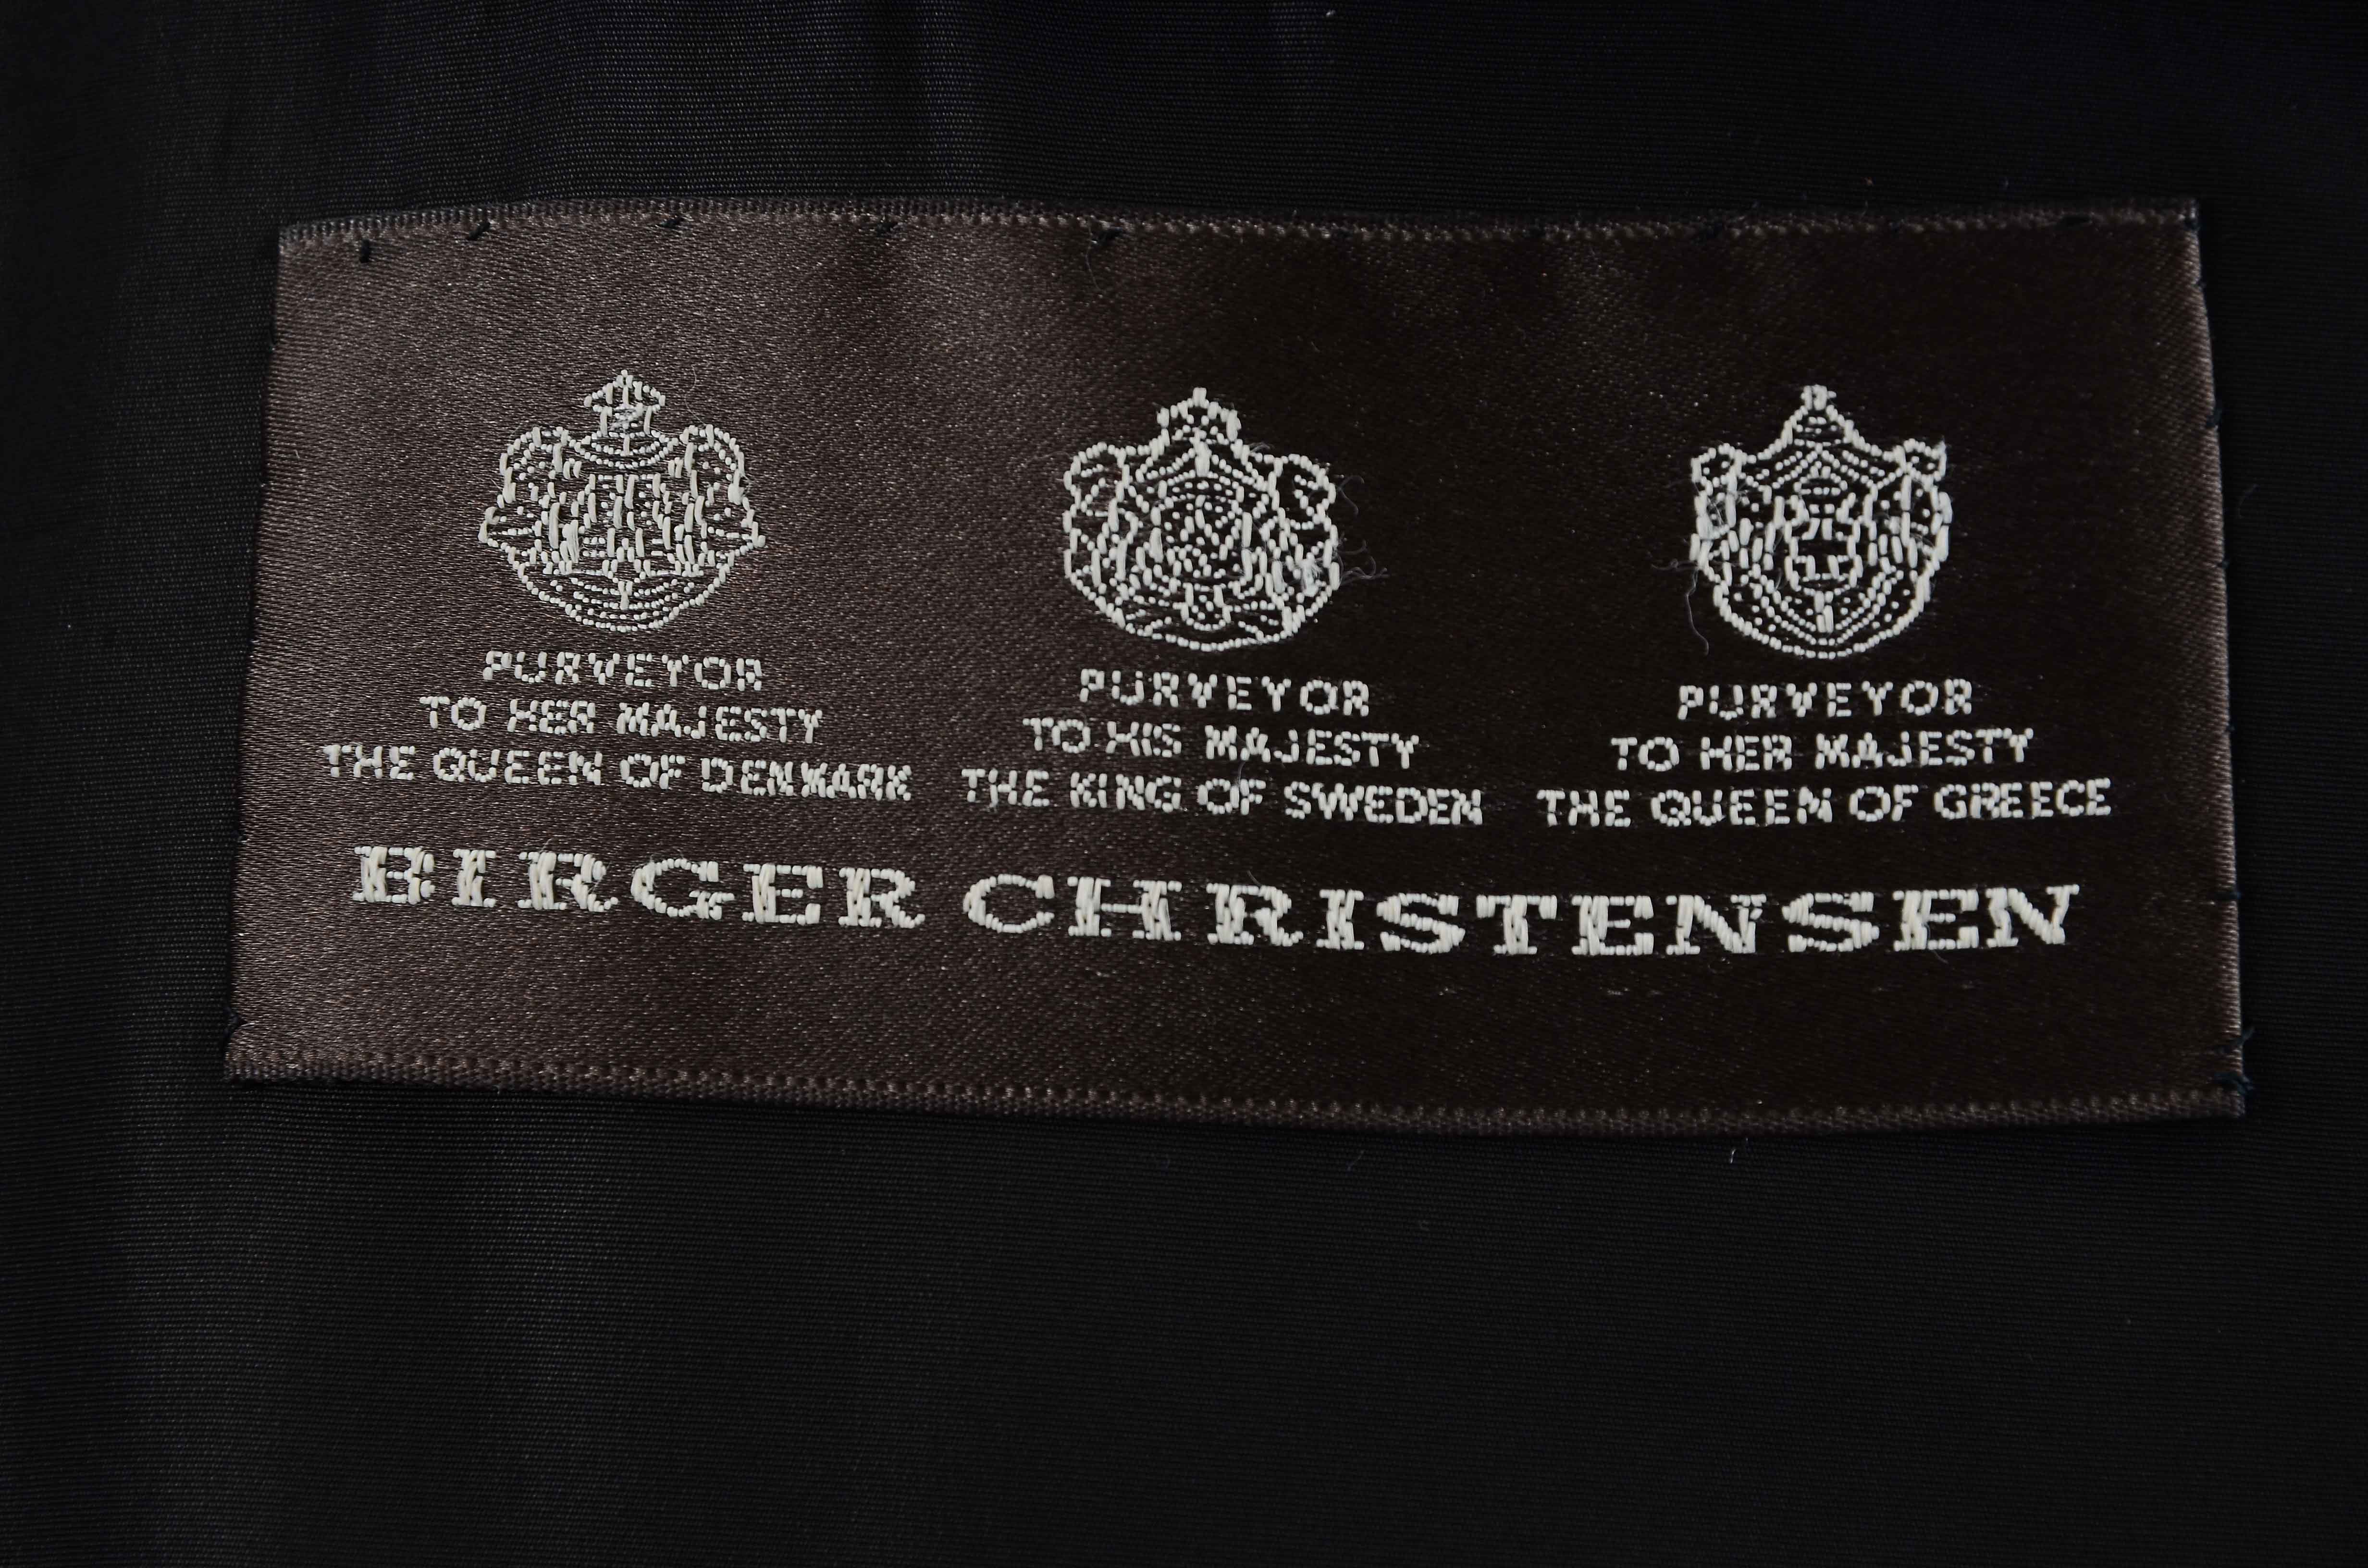 PURVEYOR
TO HER MAJESTY
THE QUEEN OF DENMARK
PURVEYOR
TO HIS MAJESTY
THE KING OF SWEDEN
PURVEYOR
TO HER MAJESTY
THE QUEEN OF GREECE
BIRGER CHRISTENSEN